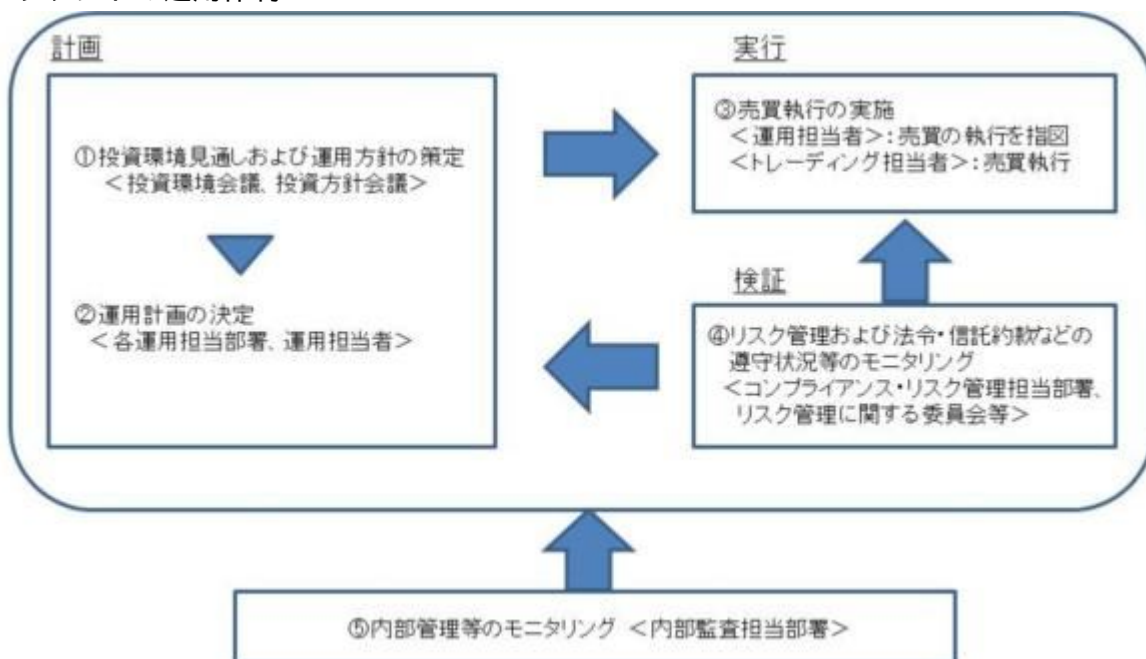 計画
①投資環境見通しおよび運用方針の策定
<投資環境会議、投資方針会議>
②運用計画の決定
<各運用担当部署、運用担当者>
実行
③売買執行の実施
<運用担当者>:売買の執行を指図
<トレーディング担当者>:売買執行
検証
④リスク管理および法令・信託約款などの
遵守状況等のモニタリング
<コンプライアンス・リスク管理担当部署、
リスク管理に関する委員会等>
⑤内部管理等のモニタリング <内部監査担当部署>